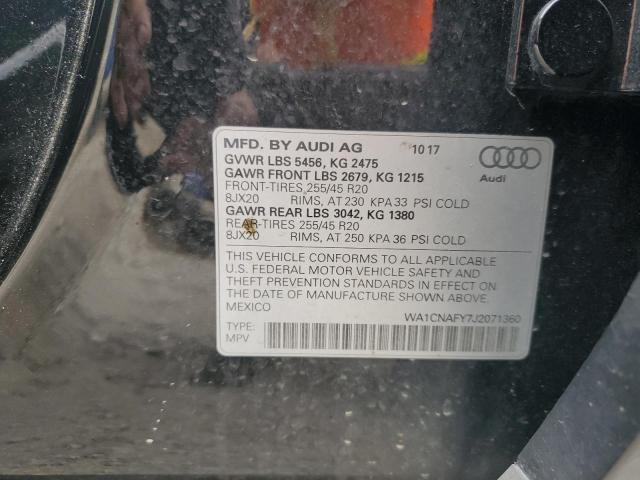 MFD. BY AUDI AG 10 17
GVWR LBS 5456, KG 2475
GAWR FRONT LBS 2679, KG 1215
FRONT-TIRES, 255/45 R20
8JX20 RIMS, AT 230 KPA 33 PSI COLD
GAWR REAR LBS 3042, KG 1380
REAR-TIRES 255/45 R20
8JX20 RIMS, AT 250 KPA 36 PSI COLD
Audi
THIS VEHICLE CONFORMS TO ALL APPLICABLE
U.S. FEDERAL MOTOR VEHICLE SAFETY AND
THEFT PREVENTION STANDARDS IN EFFECT ON
THE DATE OF MANUFACTURE SHOWN ABOVE.
MEXICO
WA1CNAFY7J2071360
TYPE:
MPV